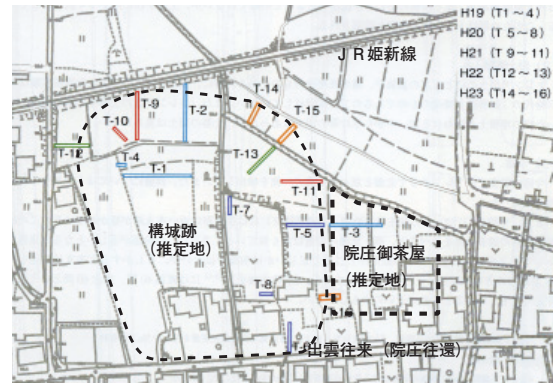 H19（T1～4）
H20（T 5～8）
H21（T 9～11）
H22（T12～13）
H23（T14～16）
ＪＲ姫新線
T-14
T-9
T-2
T-15
T-10
T-12
T-13
T-4
T-1
T-11
T-7
T-5
T-3
構城跡
（推定地）
院庄御茶屋
（推定地）
T-8
出雲往来（院庄往還）